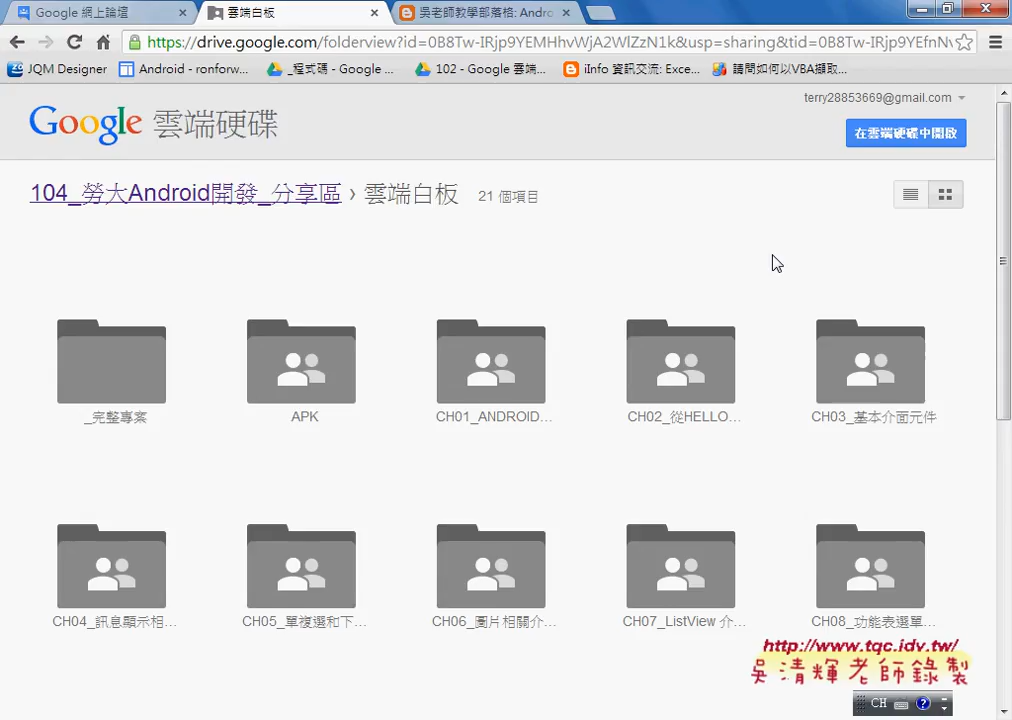 Google 網上論壇
雲端白板
吳老師教學部落格: Andro
https://drive.google.com/folderview?id=0B8Tw-IRjp9YEMHhvWjA2WlZzN1k&usp=sharing&tid=0B8Tw-IRjp9YEfnNv
JQM Designer
Android - ronforw...
_程式碼 - Google ...
102 - Google 雲端...
iInfo 資訊交流: Exce...
請問如何以VBA擷取...
terry28853669@gmail.com
Google 雲端硬碟
在雲端硬碟中開啟
104_勞大Android開發_分享區 › 雲端白板 21 個項目
_完整專案
APK
CH01_ANDROID...
CH02_從HELLO...
CH03_基本介面元件
CH04_訊息顯示相...
CH05_單複選和下...
CH06_圖片相關介...
CH07_ListView 介...
CH08_功能表選單...
http://www.tqc.idv.tw/
吳清輝老師錄製
CH